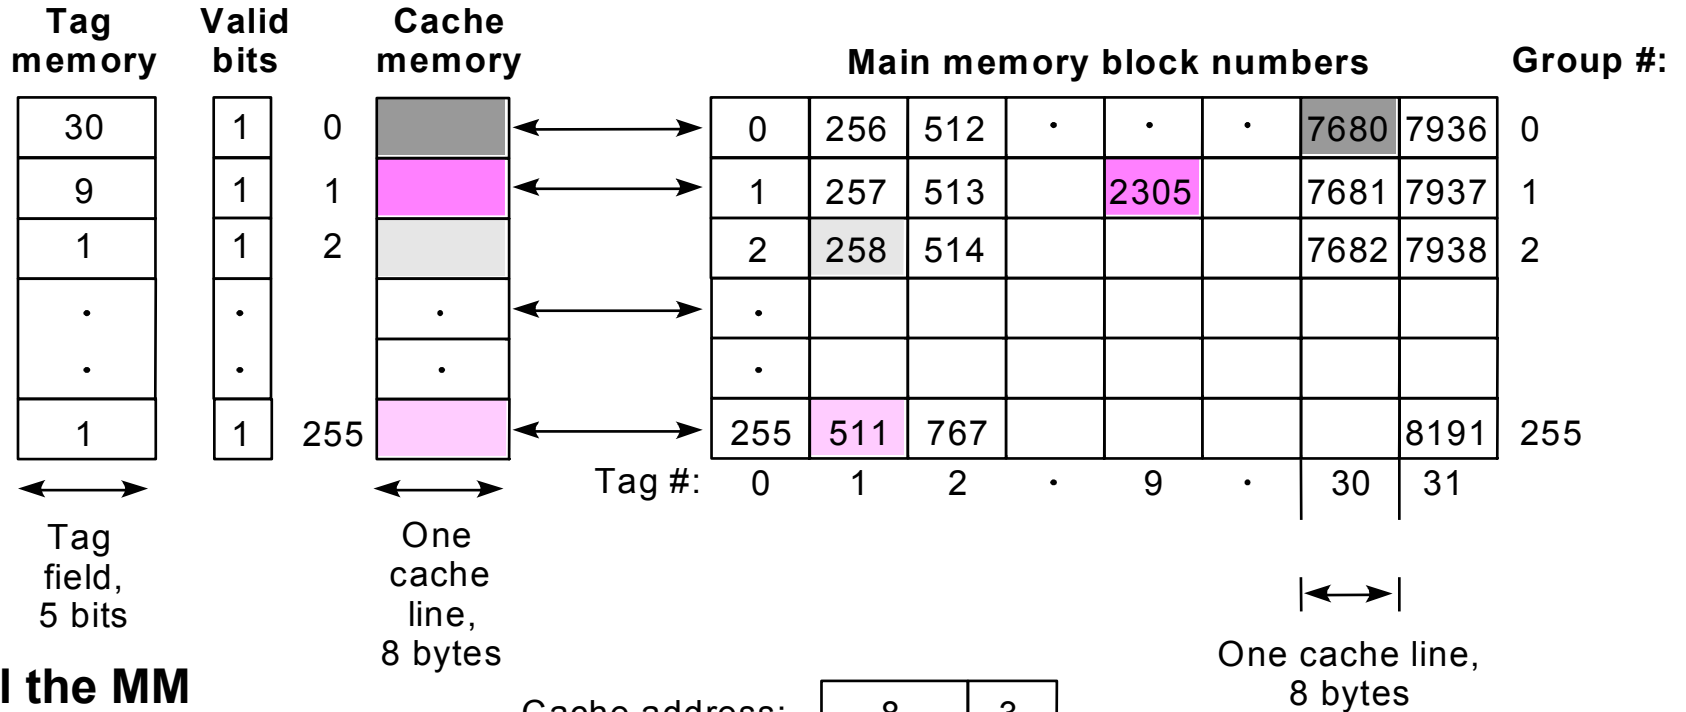 Tag memory
Valid bits
Cache memory
Main memory block numbers
Group #:
30 1 0 0 256 512 · · · 7680 7936 0
9 1 1 1 257 513 2305 7681 7937 1
1 1 2 2 258 514 7682 7938 2
· · · ·
· · · ·
1 1 255 255 511 767 8191 255
Tag #: 0 1 2 · 9 · 30 31
Tag
field,
5 bits
One
cache
line,
8 bytes
One cache line,
8 bytes
l the MM
Cache address: 8 3